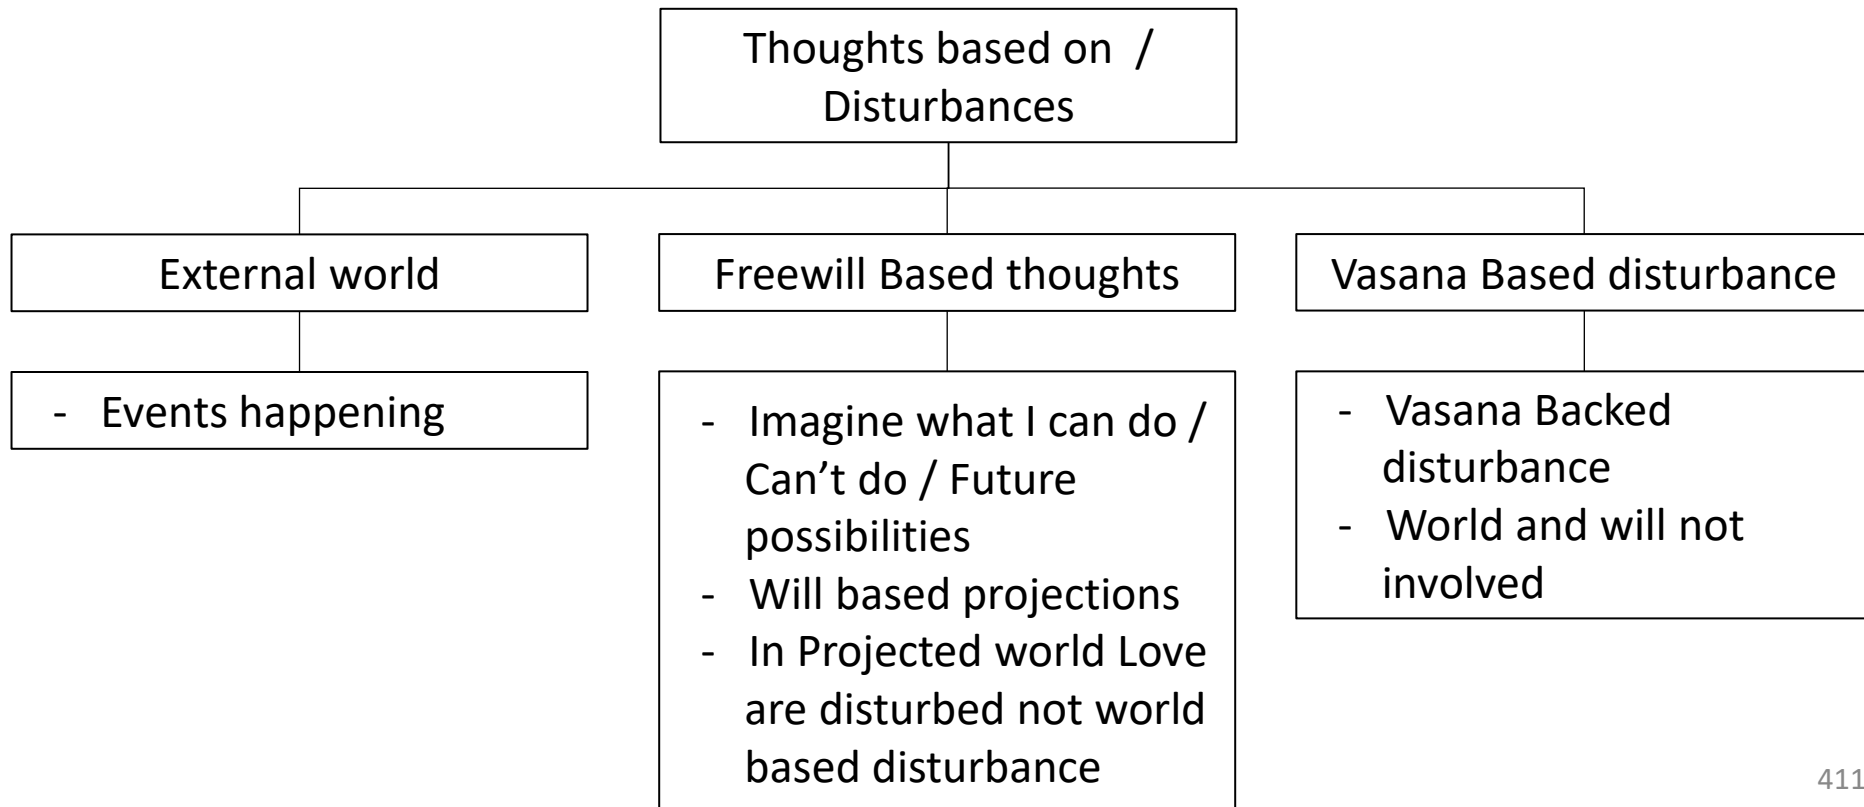 Thoughts based on /
Disturbances
External world
Freewill Based thoughts
Vasana Based disturbance
- Events happening
- Imagine what I can do /
Can’t do / Future
possibilities
- Will based projections
- In Projected world Love
are disturbed not world
based disturbance
- Vasana Backed
disturbance
- World and will not
involved
411